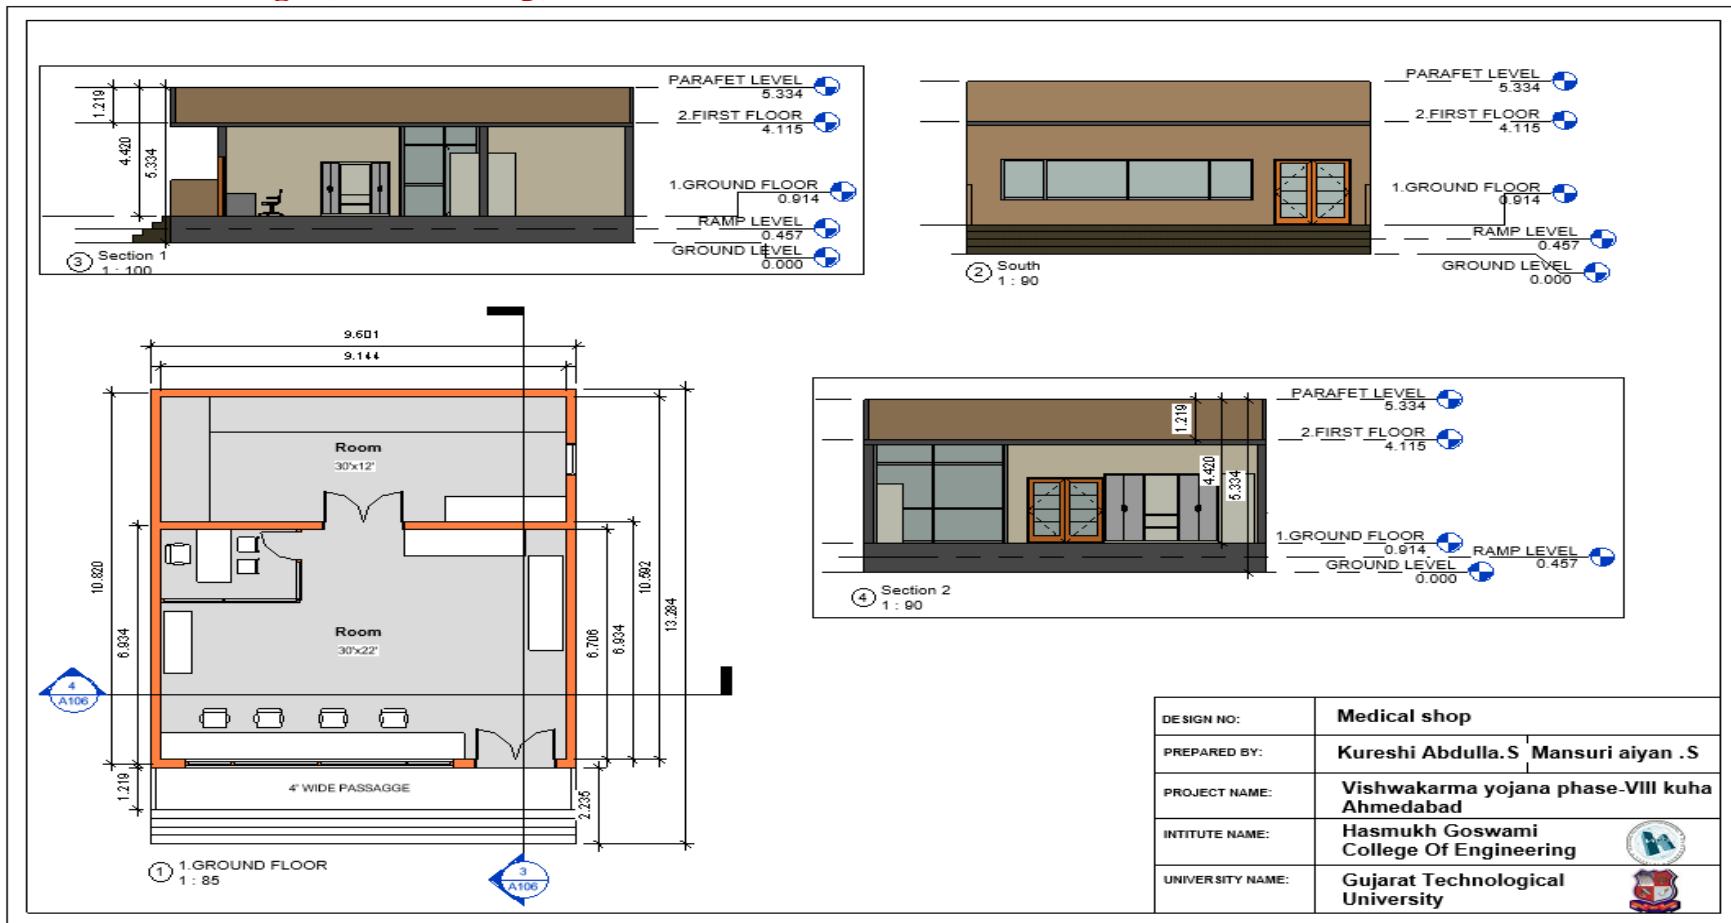 PARAFET LEVEL
5.334
2.FIRST FLOOR
4.115
1.GROUND FLOOR
0.914
RAMP LEVEL
0.457
GROUND LEVEL
0.000
1.219
4.420
5.334
3
Section 1
1 : 100
PARAFET LEVEL
5.334
2.FIRST FLOOR
4.115
1.GROUND FLOOR
0.914
RAMP LEVEL
0.457
GROUND LEVEL
0.000
2
South
1 : 90
9.601
9.144
Room
30'x12'
Room
30'x22'
10.820
6.934
1.219
6.706
6.934
10.592
13.284
2.235
4' WIDE PASSAGGE
4
A106
3
A106
1
1.GROUND FLOOR
1 : 85
PARAFET LEVEL
5.334
2.FIRST FLOOR
4.115
1.GROUND FLOOR
0.914
RAMP LEVEL
0.457
GROUND LEVEL
0.000
1.219
4.420
5.334
4
Section 2
1 : 90
DESIGN NO: Medical shop
PREPARED BY: Kureshi Abdulla.S Mansuri aiyan .S
PROJECT NAME: Vishwakarma yojana phase-VIII kuha
Ahmedabad
INTITUTE NAME: Hasmukh Goswami
College Of Engineering
UNIVERSITY NAME: Gujarat Technological
University